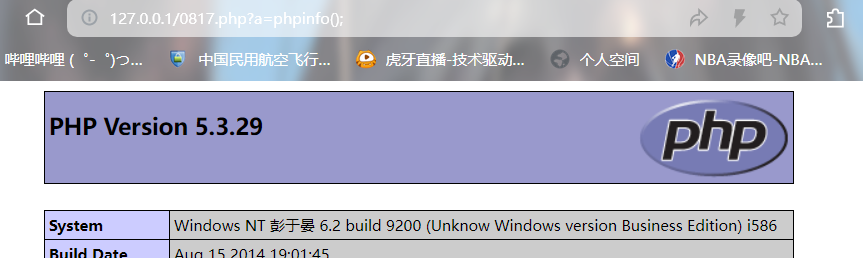 127.0.0.1/0817.php?a=phpinfo();
哔哩哔哩 (゜-゜)つ... 中国民用航空飞行... 虎牙直播-技术驱动... 个人空间 NBA录像吧-NBA...
PHP Version 5.3.29
php
System Windows NT 彭于晏 6.2 build 9200 (Unknow Windows version Business Edition) i586
Build Date Aug 15 2014 19:01:45